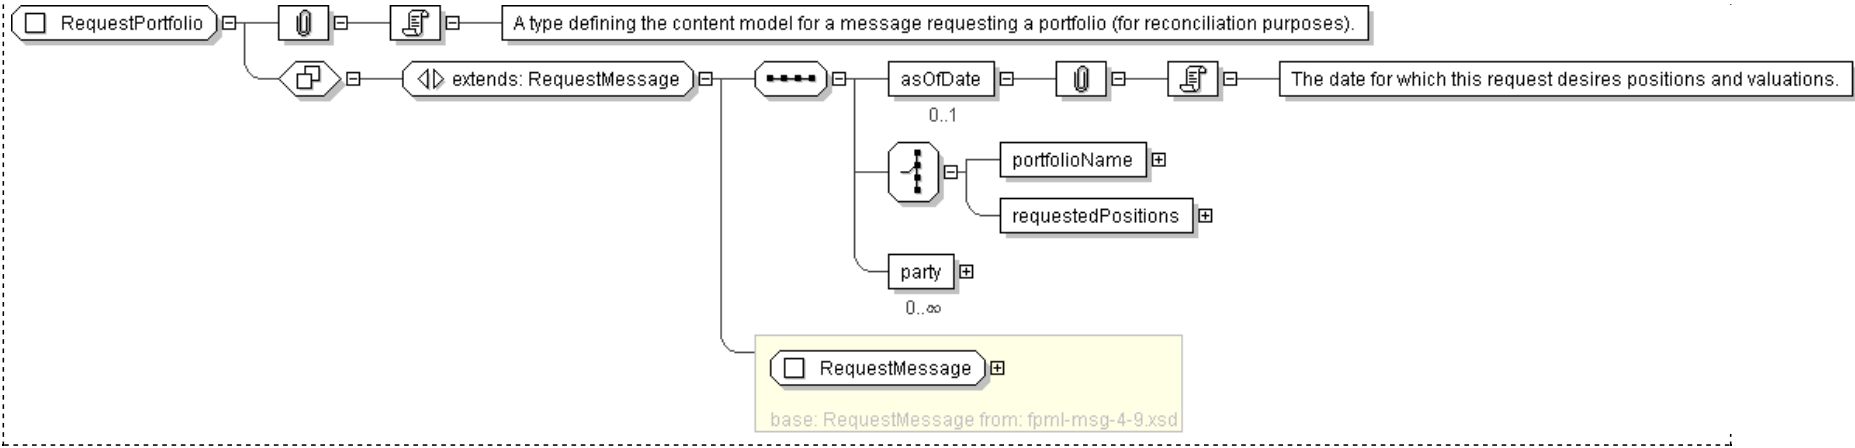 RequestPortfolio
A type defining the content model for a message requesting a portfolio (for reconciliation purposes).
extends: RequestMessage
asOfDate
The date for which this request desires positions and valuations.
0..1
portfolioName
requestedPositions
party
0..∞
RequestMessage
base: RequestMessage from: fpml-msg-4-9.xsd